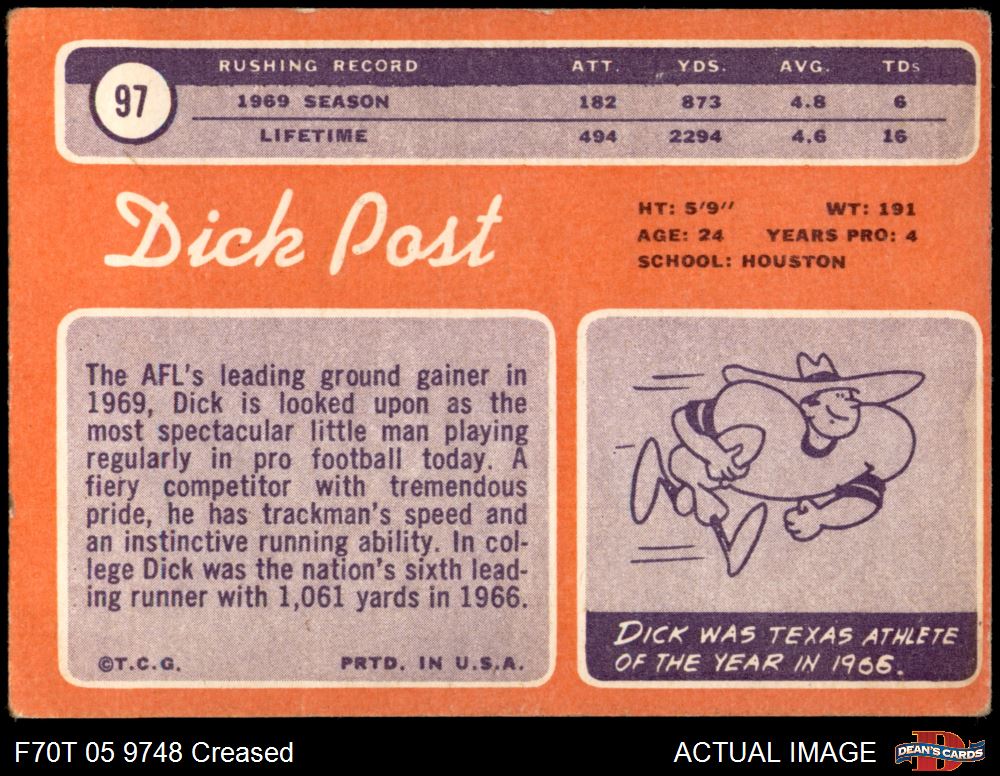 97
RUSHING RECORD ATT. YDS. AVG. TDs
1969 SEASON 182 873 4.8 6
LIFETIME 494 2294 4.6 16
Dick Post
HT: 5'9" WT: 191
AGE: 24 YEARS PRO: 4
SCHOOL: HOUSTON
The AFL's leading ground gainer in
1969, Dick is looked upon as the
most spectacular little man playing
regularly in pro football today. A
fiery competitor with tremendous
pride, he has trackman's speed and
an instinctive running ability. In col-
lege Dick was the nation's sixth lead-
ing runner with 1,061 yards in 1966.
©T.C.G. PRTD. IN U.S.A.
DICK WAS TEXAS ATHLETE
OF THE YEAR IN 1966.
F70T 05 9748 Creased
ACTUAL IMAGE
D
DEAN'S CARDS